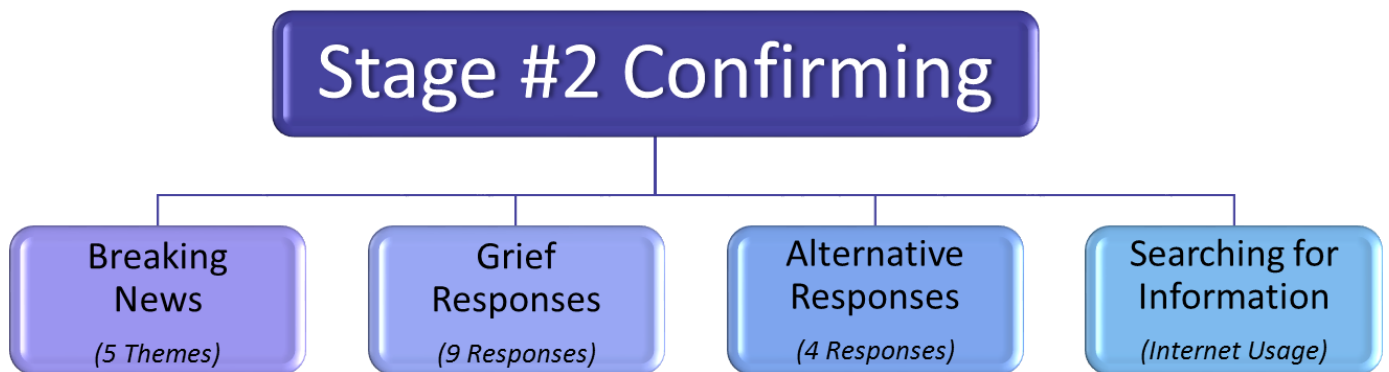 Stage #2 Confirming
Breaking
News
(5 Themes)
Grief
Responses
(9 Responses)
Alternative
Responses
(4 Responses)
Searching for
Information
(Internet Usage)